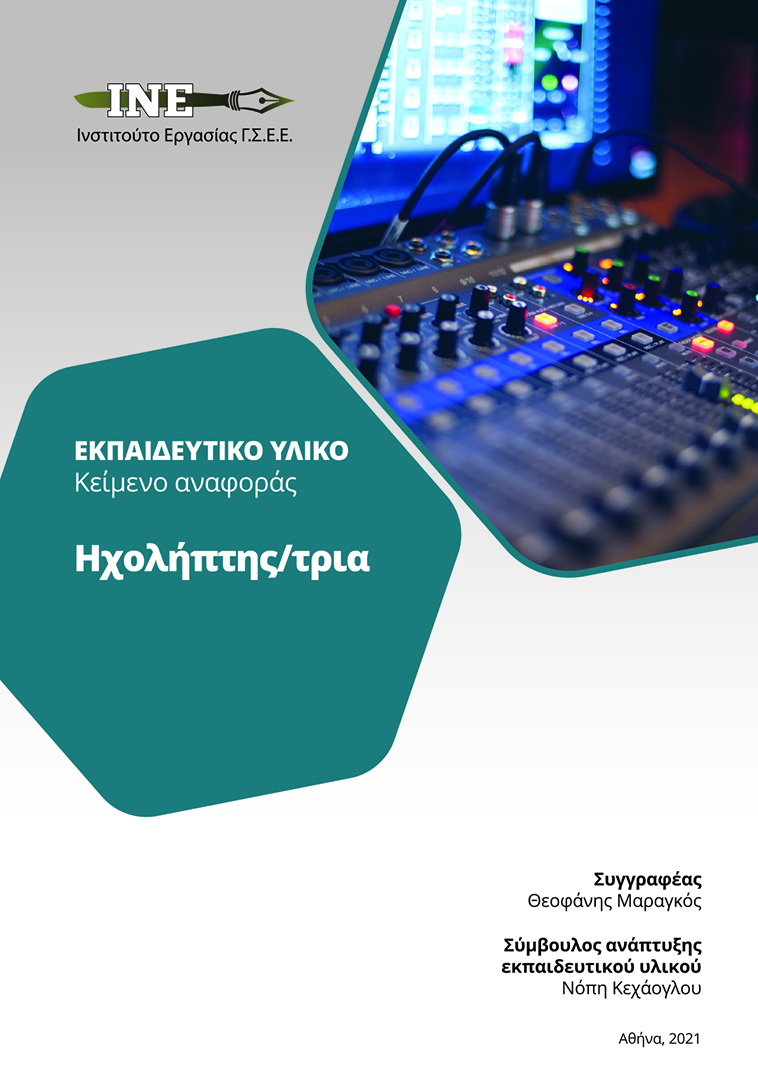 ΙΝΕ
Ινστιτούτο Εργασίας Γ.Σ.Ε.Ε.
ΕΚΠΑΙΔΕΥΤΙΚΟ ΥΛΙΚΟ
Κείμενο αναφοράς
Ηχολήπτης/τρια
Συγγραφέας
Θεοφάνης Μαραγκός
Σύμβουλος ανάπτυξης
εκπαιδευτικού υλικού
Νόπη Κεχάογλου
Αθήνα, 2021